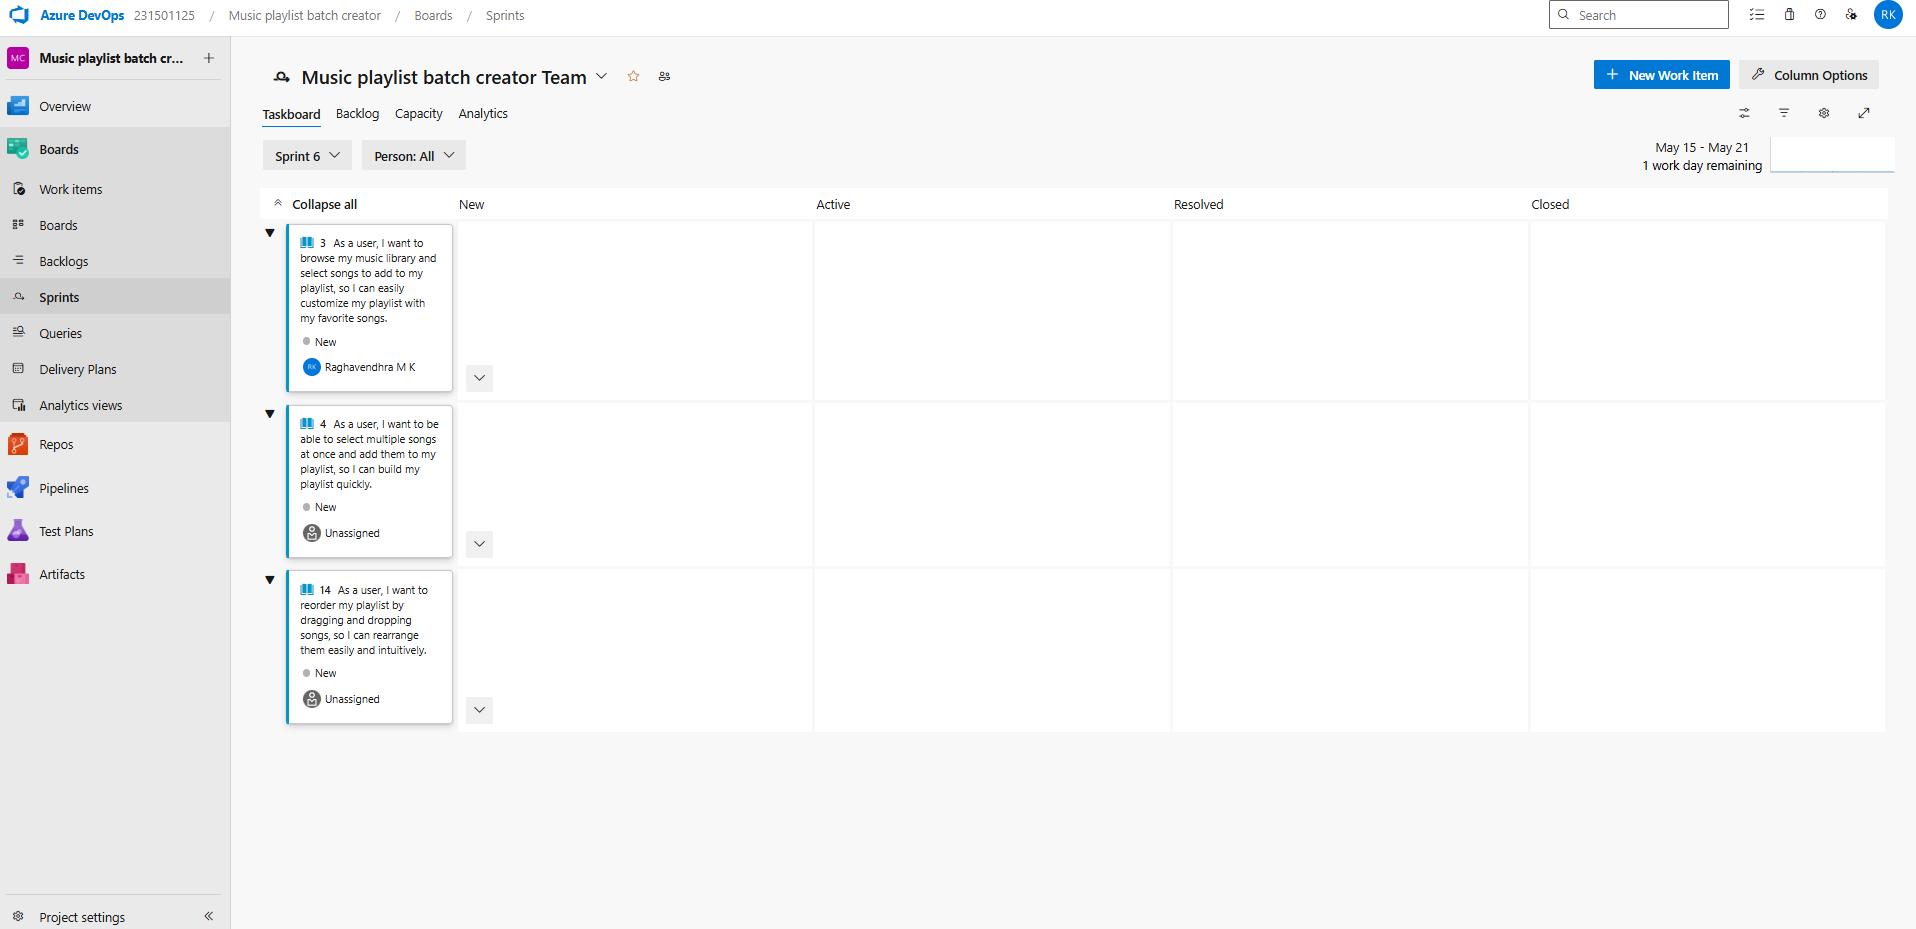 Azure DevOps 231501125 / Music playlist batch creator / Boards / Sprints
Search
RK
MC Music playlist batch cr...
Overview
Boards
Work items
Boards
Backlogs
Sprints
Queries
Delivery Plans
Analytics views
Repos
Pipelines
Test Plans
Artifacts
Project settings
Music playlist batch creator Team
New Work Item
Column Options
Taskboard Backlog Capacity Analytics
Sprint 6
Person: All
May 15 - May 21
1 work day remaining
Collapse all New Active Resolved Closed
3 As a user, I want to
browse my music library and
select songs to add to my
playlist, so I can easily
customize my playlist with
my favorite songs.
New
RK Raghavendhra M K
4 As a user, I want to be
able to select multiple songs
at once and add them to my
playlist, so I can build my
playlist quickly.
New
Unassigned
14 As a user, I want to
reorder my playlist by
dragging and dropping
songs, so I can rearrange
them easily and intuitively.
New
Unassigned